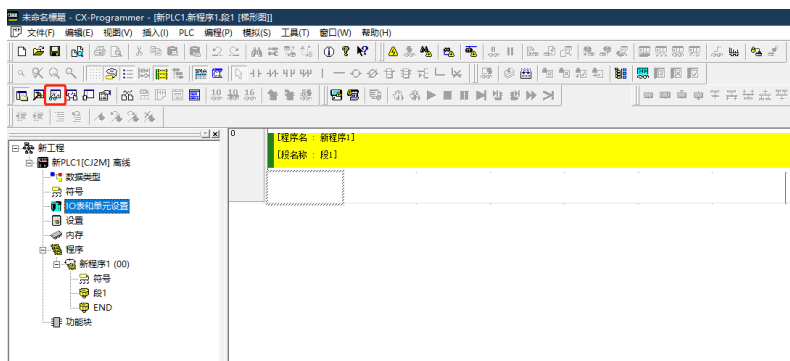 未命名標題 - CX-Programmer - [新PLC1.新程序1.段1 [梯形图]]
文件(F) 编辑(E) 视图(V) 插入(I) PLC 编程(P) 模拟(S) 工具(T) 窗口(W) 帮助(H)
10 10 16
0
[程序名 : 新程序1]
[段名称 : 段1]
新工程
新PLC1[CJ2M] 离线
数据类型
符号
IO表和单元设置
设置
内存
程序
新程序1 (00)
符号
段1
END
功能块